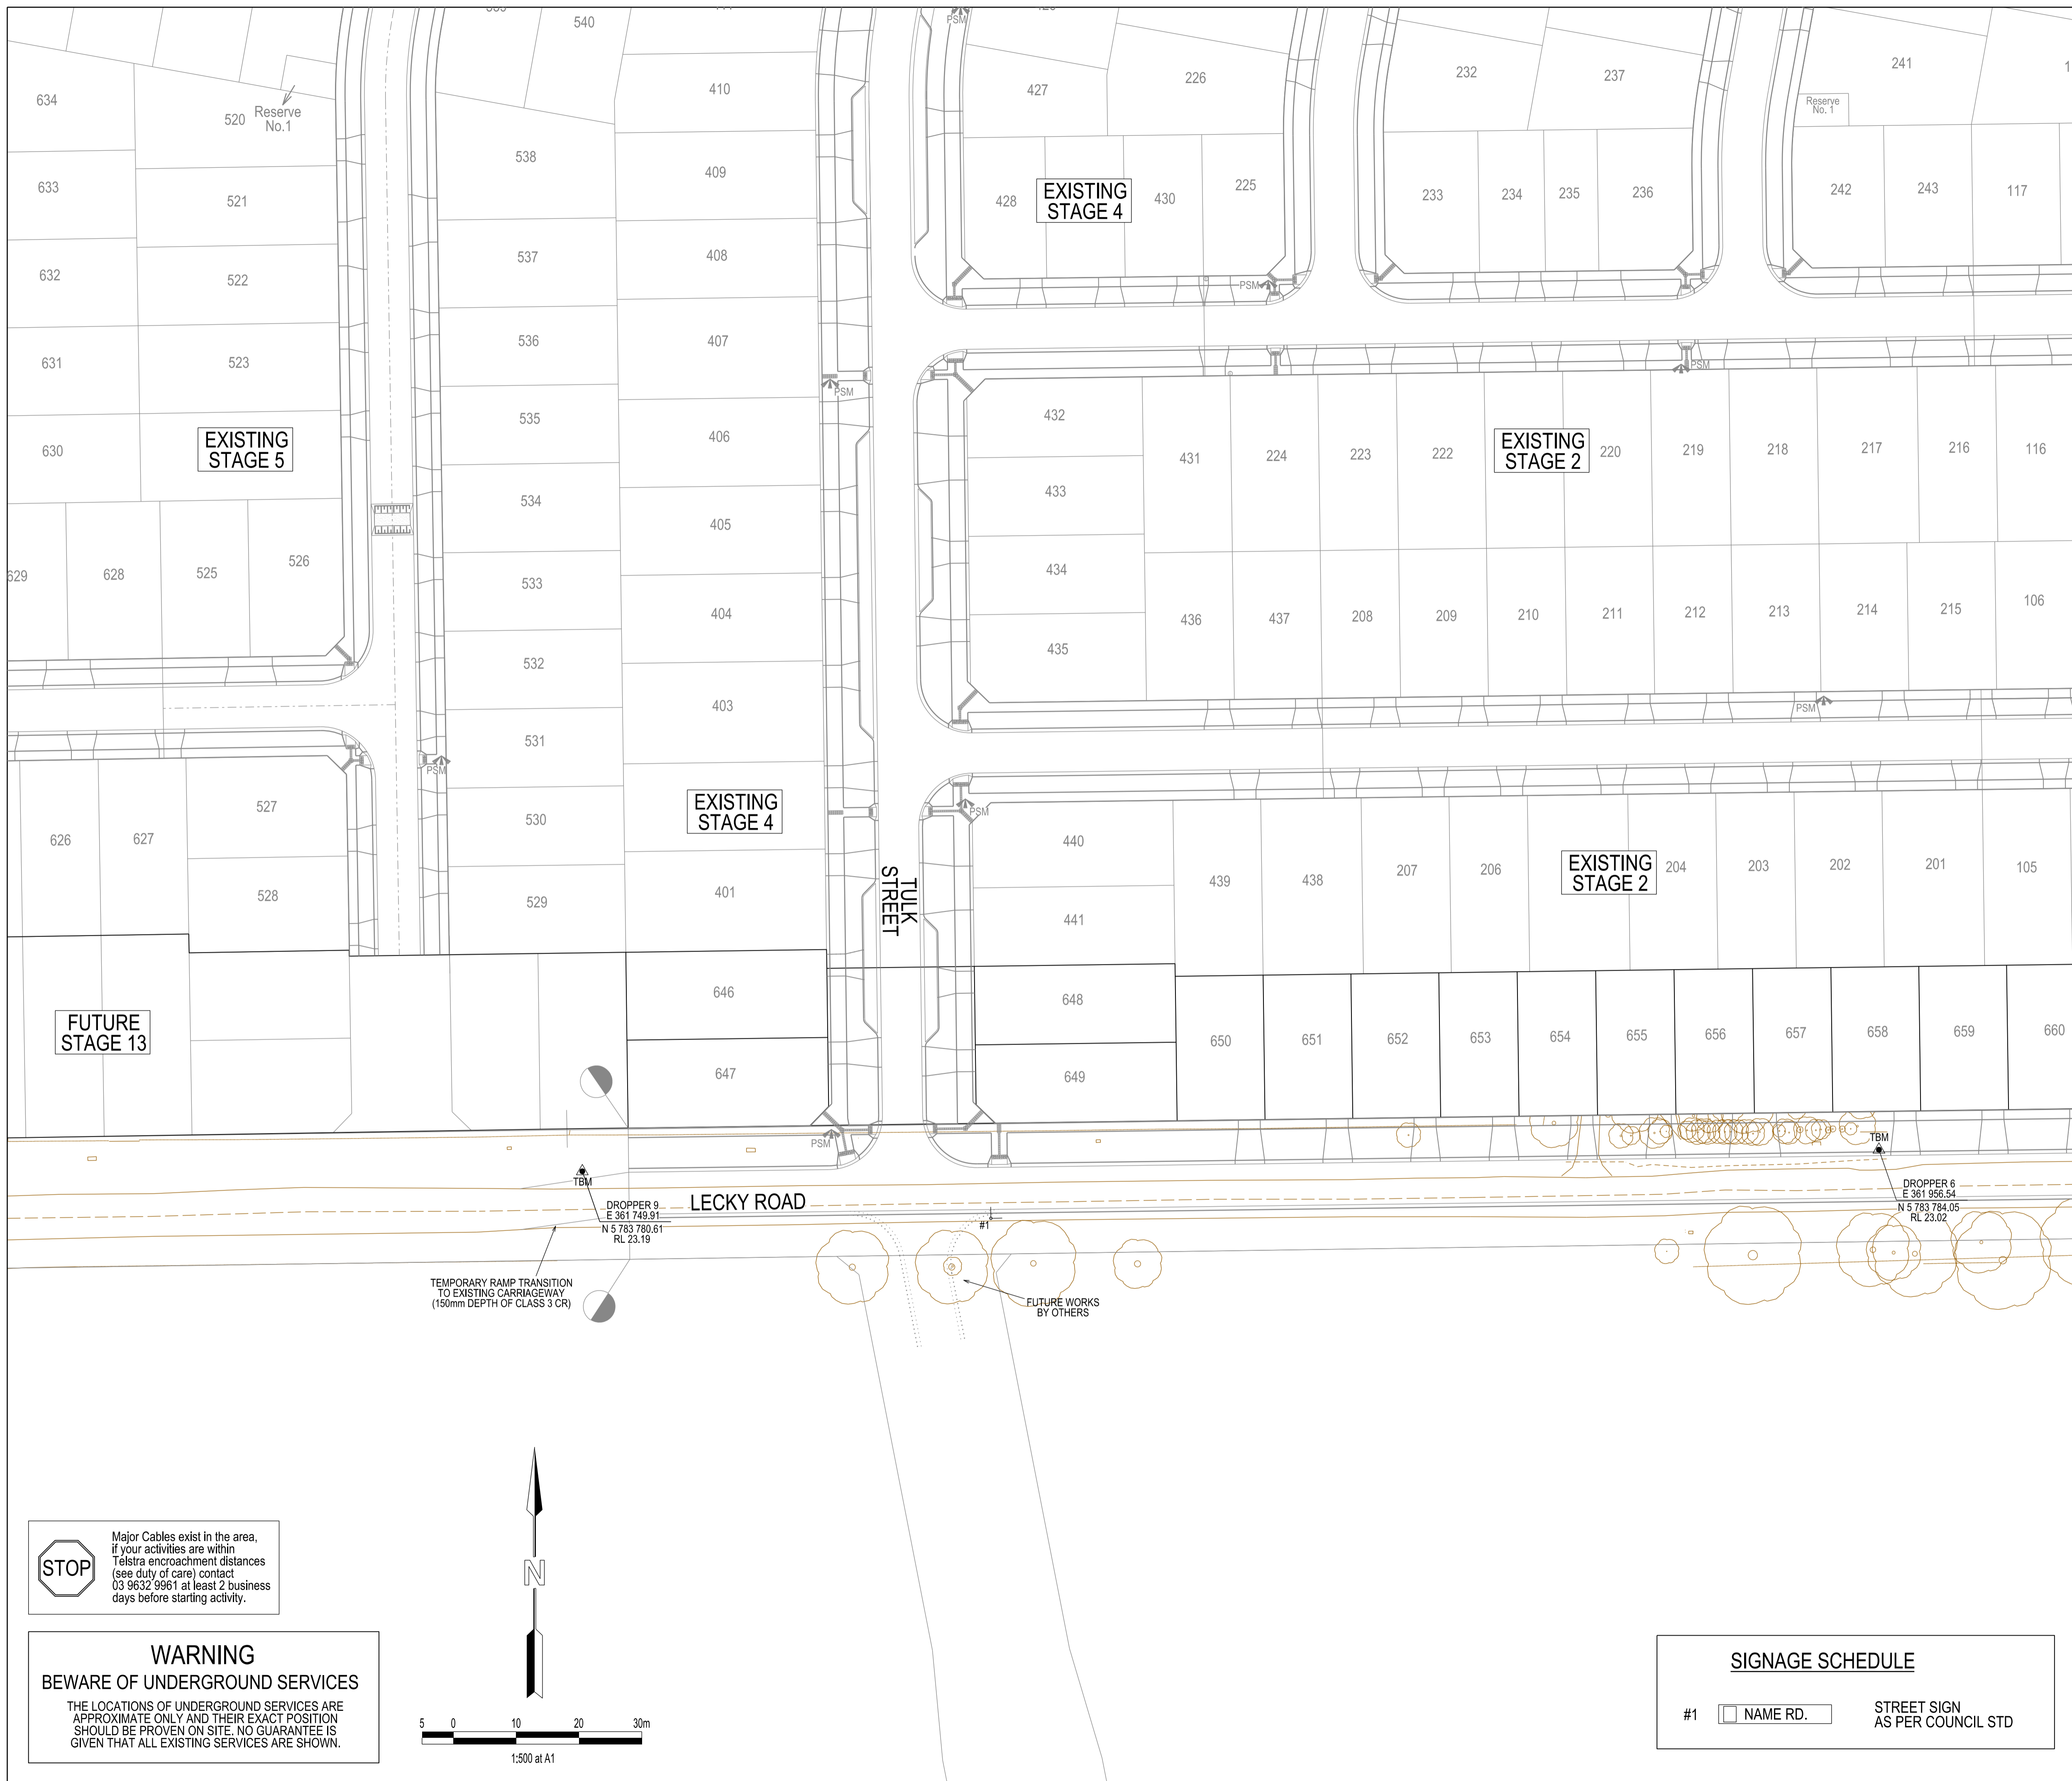 540
PSM
634
520
Reserve
No.1
410
427
226
232
237
241
Reserve
No. 1
633
521
538
409
428
EXISTING
STAGE 4
430
225
233
234
235
236
242
243
117
632
522
537
408
PSM
631
523
536
407
PSM
PSM
630
EXISTING
STAGE 5
535
406
432
431
224
223
222
EXISTING
STAGE 2
220
219
218
217
216
116
534
405
433
629
628
525
526
533
404
434
436
437
208
209
210
211
212
213
214
215
106
532
435
403
PSM
531
PSM
626
627
527
530
EXISTING
STAGE 4
PSM
440
439
438
207
206
EXISTING
STAGE 2
204
203
202
201
105
528
529
401
TULK
STREET
441
FUTURE
STAGE 13
646
648
650
651
652
653
654
655
656
657
658
659
660
647
649
PSM
TBM
TBM
DROPPER 9
E 361 749.91
N 5 783 780.61
RL 23.19
LECKY ROAD
#1
DROPPER 6
E 361 956.54
N 5 783 784.05
RL 23.02
TEMPORARY RAMP TRANSITION
TO EXISTING CARRIAGEWAY
(150mm DEPTH OF CLASS 3 CR)
FUTURE WORKS
BY OTHERS
STOP
Major Cables exist in the area,
if your activities are within
Telstra encroachment distances
(see duty of care) contact
03 9632 9961 at least 2 business
days before starting activity.
WARNING
BEWARE OF UNDERGROUND SERVICES
THE LOCATIONS OF UNDERGROUND SERVICES ARE
APPROXIMATE ONLY AND THEIR EXACT POSITION
SHOULD BE PROVEN ON SITE. NO GUARANTEE IS
GIVEN THAT ALL EXISTING SERVICES ARE SHOWN.
N
5 0 10 20 30m
1:500 at A1
SIGNAGE SCHEDULE
#1 NAME RD. STREET SIGN
AS PER COUNCIL STD